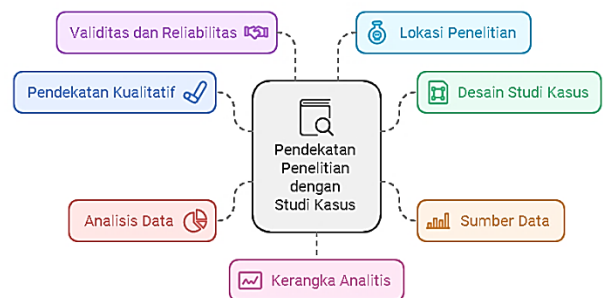 Validitas dan Reliabilitas
Lokasi Penelitian
Pendekatan Kualitatif
Desain Studi Kasus
Pendekatan
Penelitian
dengan
Studi Kasus
Analisis Data
Sumber Data
Kerangka Analitis